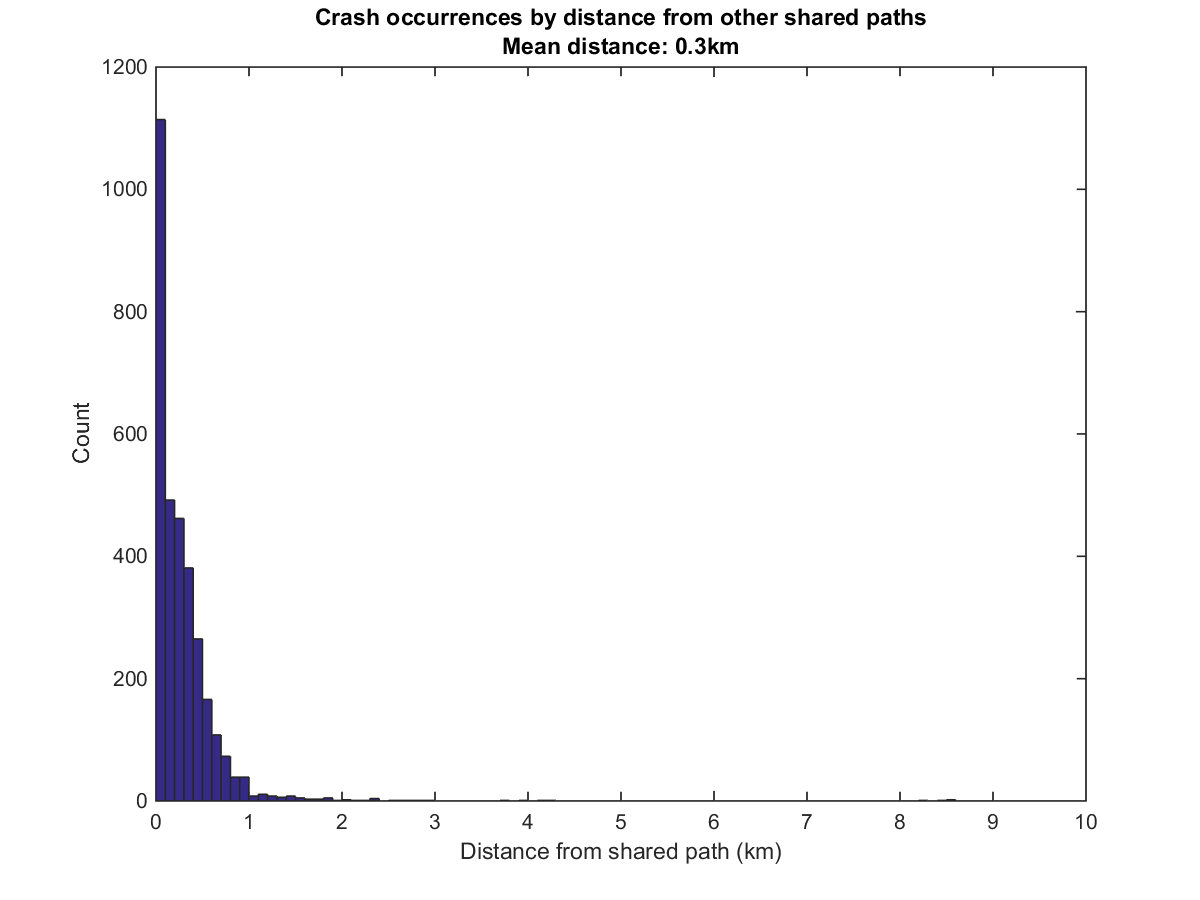 Crash occurrences by distance from other shared paths
Mean distance: 0.3km
1200
1000
800
600
400
200
0
Count
0 1 2 3 4 5 6 7 8 9 10
Distance from shared path (km)